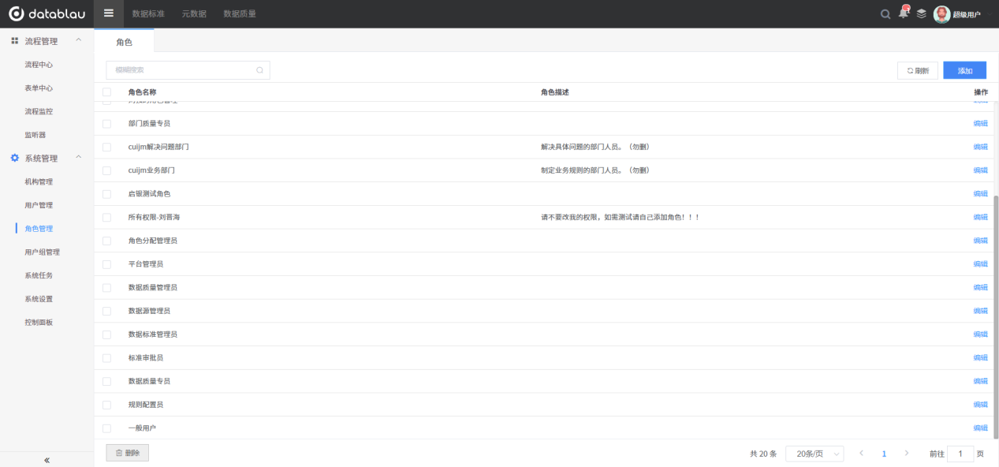 datablau
数据标准 元数据 数据质量
1
超级用户
流程管理
流程中心
表单中心
流程监控
监听器
系统管理
机构管理
用户管理
角色管理
用户组管理
系统任务
系统设置
控制面板
«
角色
模糊搜索
刷新 添加
角色名称 角色描述 操作
部门质量专员 编辑
cuijm解决问题部门 解决具体问题的部门人员。(勿删) 编辑
cuijm业务部门 制定业务规则的部门人员。(勿删) 编辑
启银测试角色 编辑
所有权限-刘晋海 请不要改我的权限，如需测试请自己添加角色！！！ 编辑
角色分配管理员 编辑
平台管理员 编辑
数据质量管理员 编辑
数据源管理员 编辑
数据标准管理员 编辑
标准审批员 编辑
数据质量专员 编辑
规则配置员 编辑
一般用户 编辑
删除
共 20 条 20条/页 1 前往 1 页